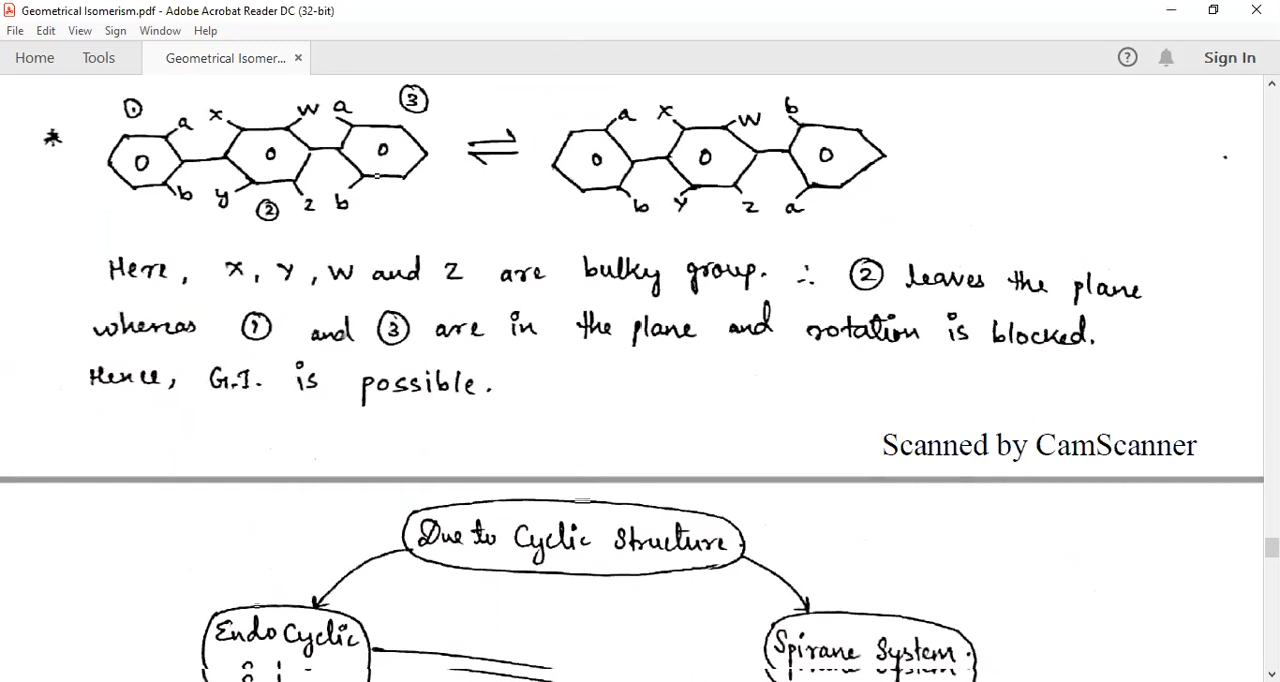 Geometrical Isomerism.pdf - Adobe Acrobat Reader DC (32-bit)
File Edit View Sign Window Help
Home Tools Geometrical Isomer... × Sign In
① a x w a ③ a x w b
* O O O ⇌ O O O
b y ② z b b y z a
Here, x, y, w and z are bulky group. ∴ ② leaves the plane
whereas ① and ③ are in the plane and rotation is blocked.
Hence, G.I. is possible.
Scanned by CamScanner
Due to Cyclic Structure.
Endo Cyclic
Spirane System.